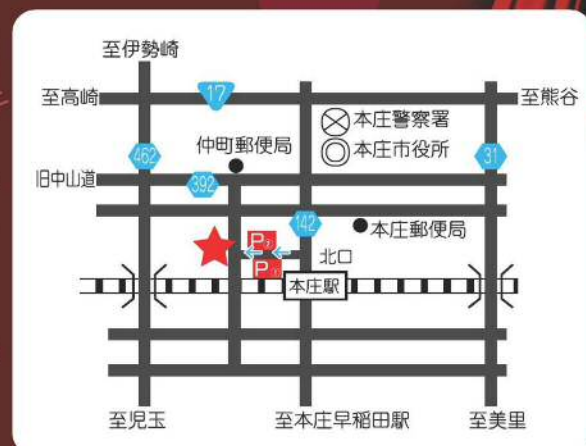 至伊勢崎
至高崎
17
至熊谷
本庄警察署
本庄市役所
仲町郵便局
462
31
旧中山道
392
142
本庄郵便局
P②
北口
P①
本庄駅
至児玉
至本庄早稲田駅
至美里